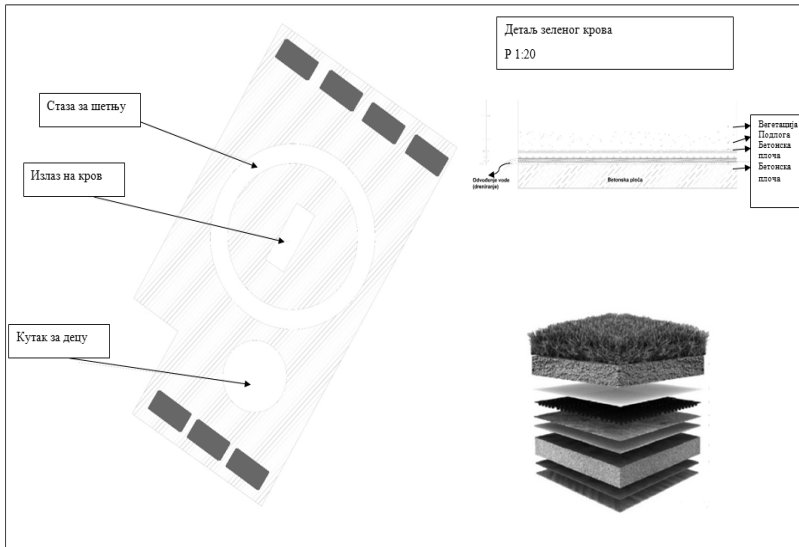 Детаљ зеленог крова
Р 1:20
Стаза за шетњу
Излаз на кров
Кутак за децу
Вегетација
Подлога
Бетонска
плоча
Бетонска
плоча
Odvođenje vode
(dreniranje)
Betonska ploča